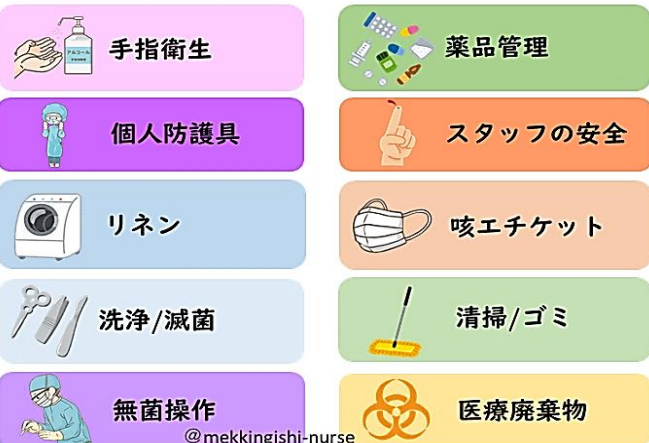 手指衛生
薬品管理
個人防護具
スタッフの安全
リネン
咳エチケット
洗浄/滅菌
清掃/ゴミ
無菌操作
医療廃棄物
@mekkingishi-nurse